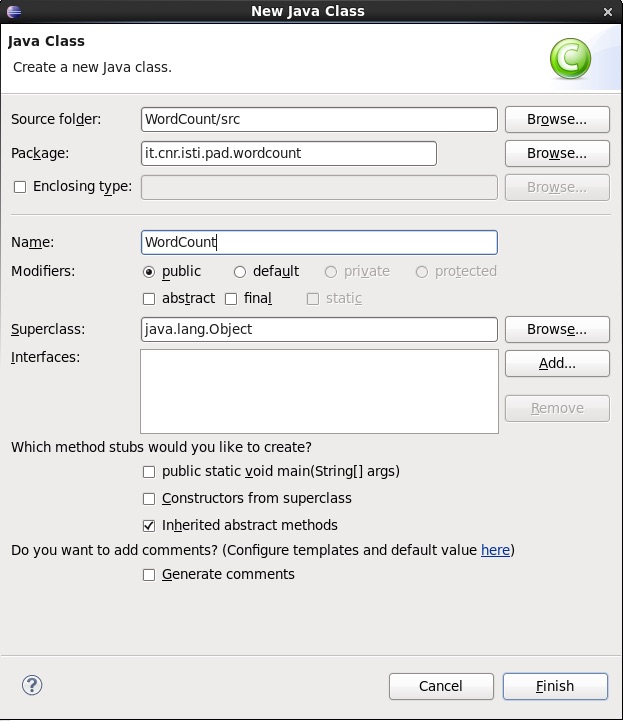 New Java Class
Java Class
Create a new Java class.
Source folder: WordCount/src Browse...
Package: it.cnr.isti.pad.wordcount Browse...
Enclosing type: Browse...
Name: WordCount
Modifiers: public default private protected
abstract final static
Superclass: java.lang.Object Browse...
Interfaces: Add...
Remove
Which method stubs would you like to create?
public static void main(String[] args)
Constructors from superclass
Inherited abstract methods
Do you want to add comments? (Configure templates and default value here)
Generate comments
? Cancel Finish